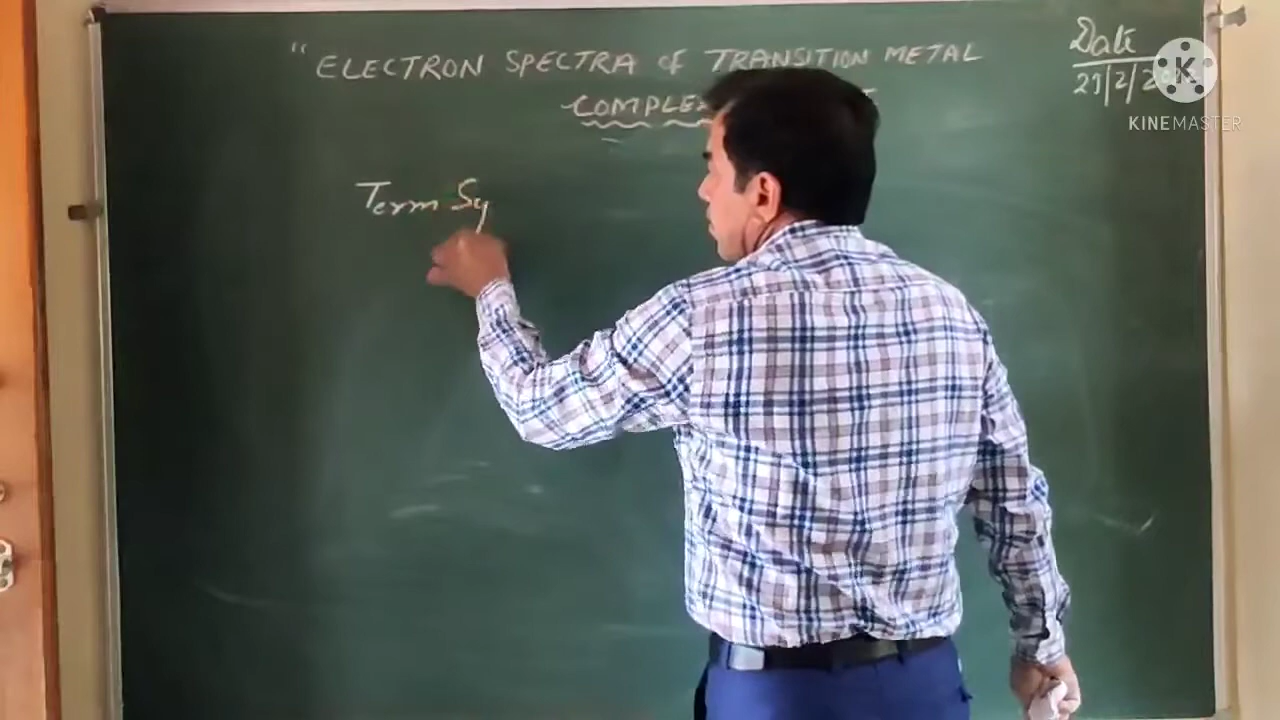 "ELECTRON SPECTRA OF TRANSITION METAL
Date
K
KINEMASTER
Term Sy